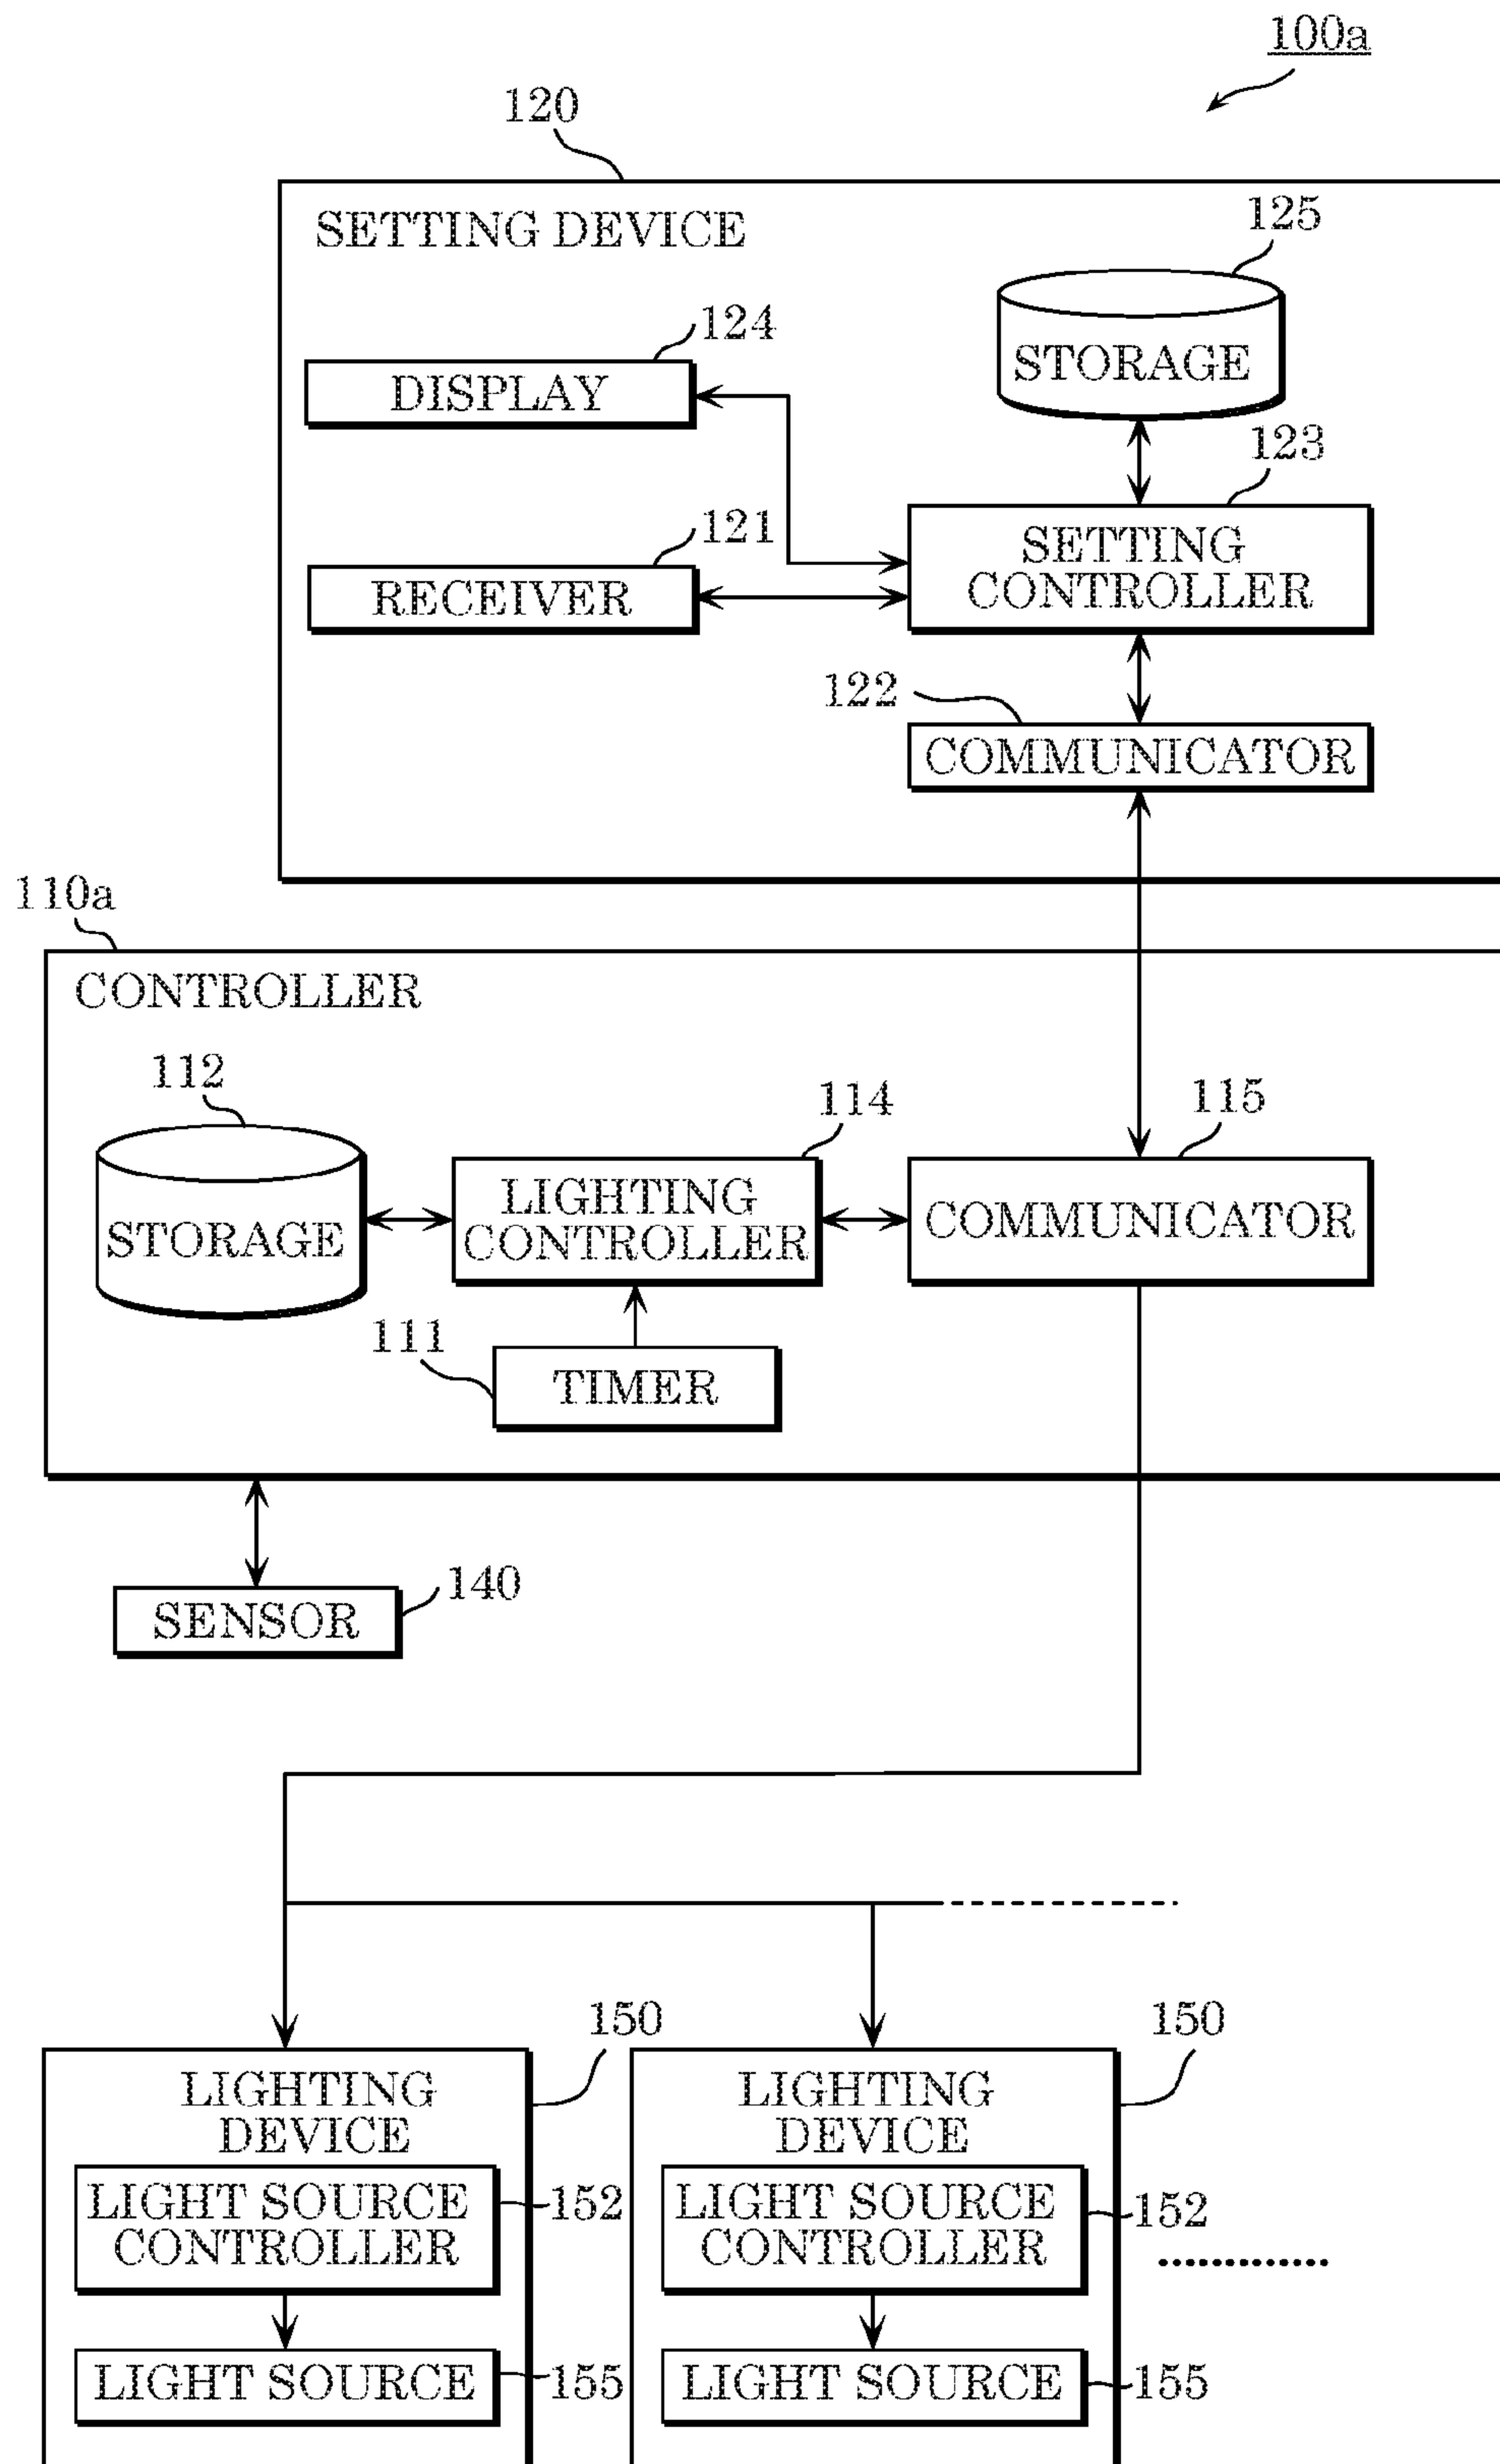 100a
120
SETTING DEVICE
125
STORAGE
124
DISPLAY
123
SETTING
CONTROLLER
121
RECEIVER
122
COMMUNICATOR
110a
CONTROLLER
112
STORAGE
114
LIGHTING
CONTROLLER
115
COMMUNICATOR
111
TIMER
140
SENSOR
150
LIGHTING
DEVICE
LIGHT SOURCE
CONTROLLER
152
LIGHT SOURCE
155
150
LIGHTING
DEVICE
LIGHT SOURCE
CONTROLLER
152
LIGHT SOURCE
155